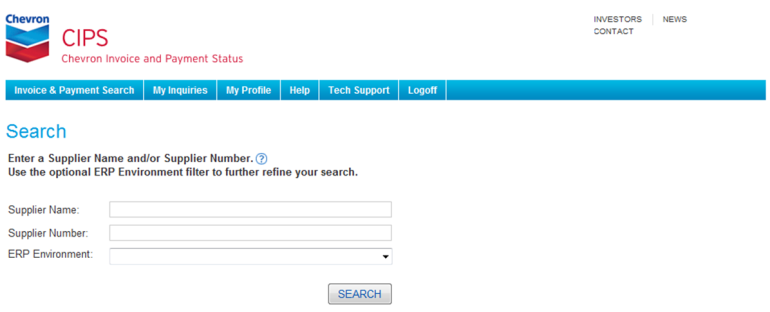 Chevron
CIPS
Chevron Invoice and Payment Status
INVESTORS NEWS
CONTACT
Invoice & Payment Search My Inquiries My Profile Help Tech Support Logoff
Search
Enter a Supplier Name and/or Supplier Number. ?
Use the optional ERP Environment filter to further refine your search.
Supplier Name:
Supplier Number:
ERP Environment:
SEARCH